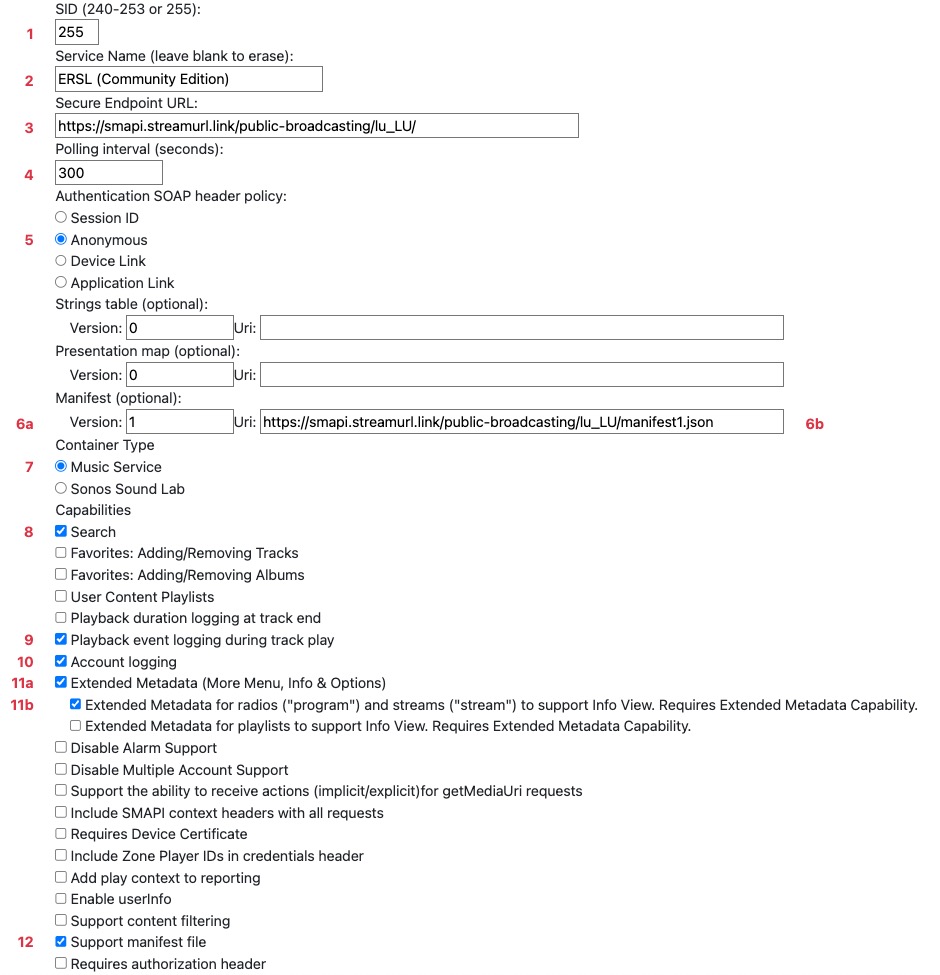 SID (240-253 or 255):
1 255
Service Name (leave blank to erase):
2 ERSL (Community Edition)
Secure Endpoint URL:
3 https://smapi.streamurl.link/public-broadcasting/lu_LU/
Polling interval (seconds):
4 300
Authentication SOAP header policy:
Session ID
5 Anonymous
Device Link
Application Link
Strings table (optional):
Version: 0 Uri:
Presentation map (optional):
Version: 0 Uri:
Manifest (optional):
6a Version: 1 Uri: https://smapi.streamurl.link/public-broadcasting/lu_LU/manifest1.json 6b
Container Type
7 Music Service
Sonos Sound Lab
Capabilities
8 Search
Favorites: Adding/Removing Tracks
Favorites: Adding/Removing Albums
User Content Playlists
Playback duration logging at track end
9 Playback event logging during track play
10 Account logging
11a Extended Metadata (More Menu, Info & Options)
11b Extended Metadata for radios ("program") and streams ("stream") to support Info View. Requires Extended Metadata Capability.
Extended Metadata for playlists to support Info View. Requires Extended Metadata Capability.
Disable Alarm Support
Disable Multiple Account Support
Support the ability to receive actions (implicit/explicit)for getMediaUri requests
Include SMAPI context headers with all requests
Requires Device Certificate
Include Zone Player IDs in credentials header
Add play context to reporting
Enable userInfo
Support content filtering
12 Support manifest file
Requires authorization header